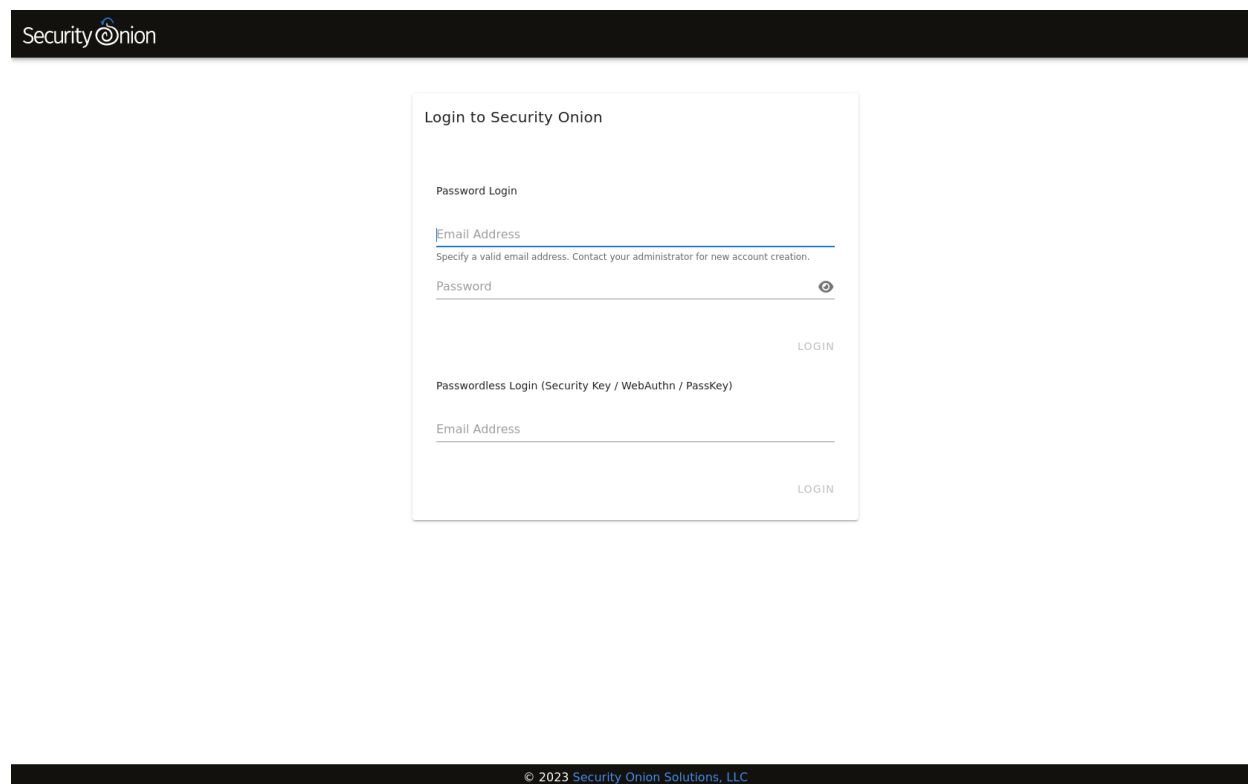 Security Onion
Login to Security Onion
Password Login
Email Address
Specify a valid email address. Contact your administrator for new account creation.
Password
LOGIN
Passwordless Login (Security Key / WebAuthn / PassKey)
Email Address
LOGIN
© 2023 Security Onion Solutions, LLC